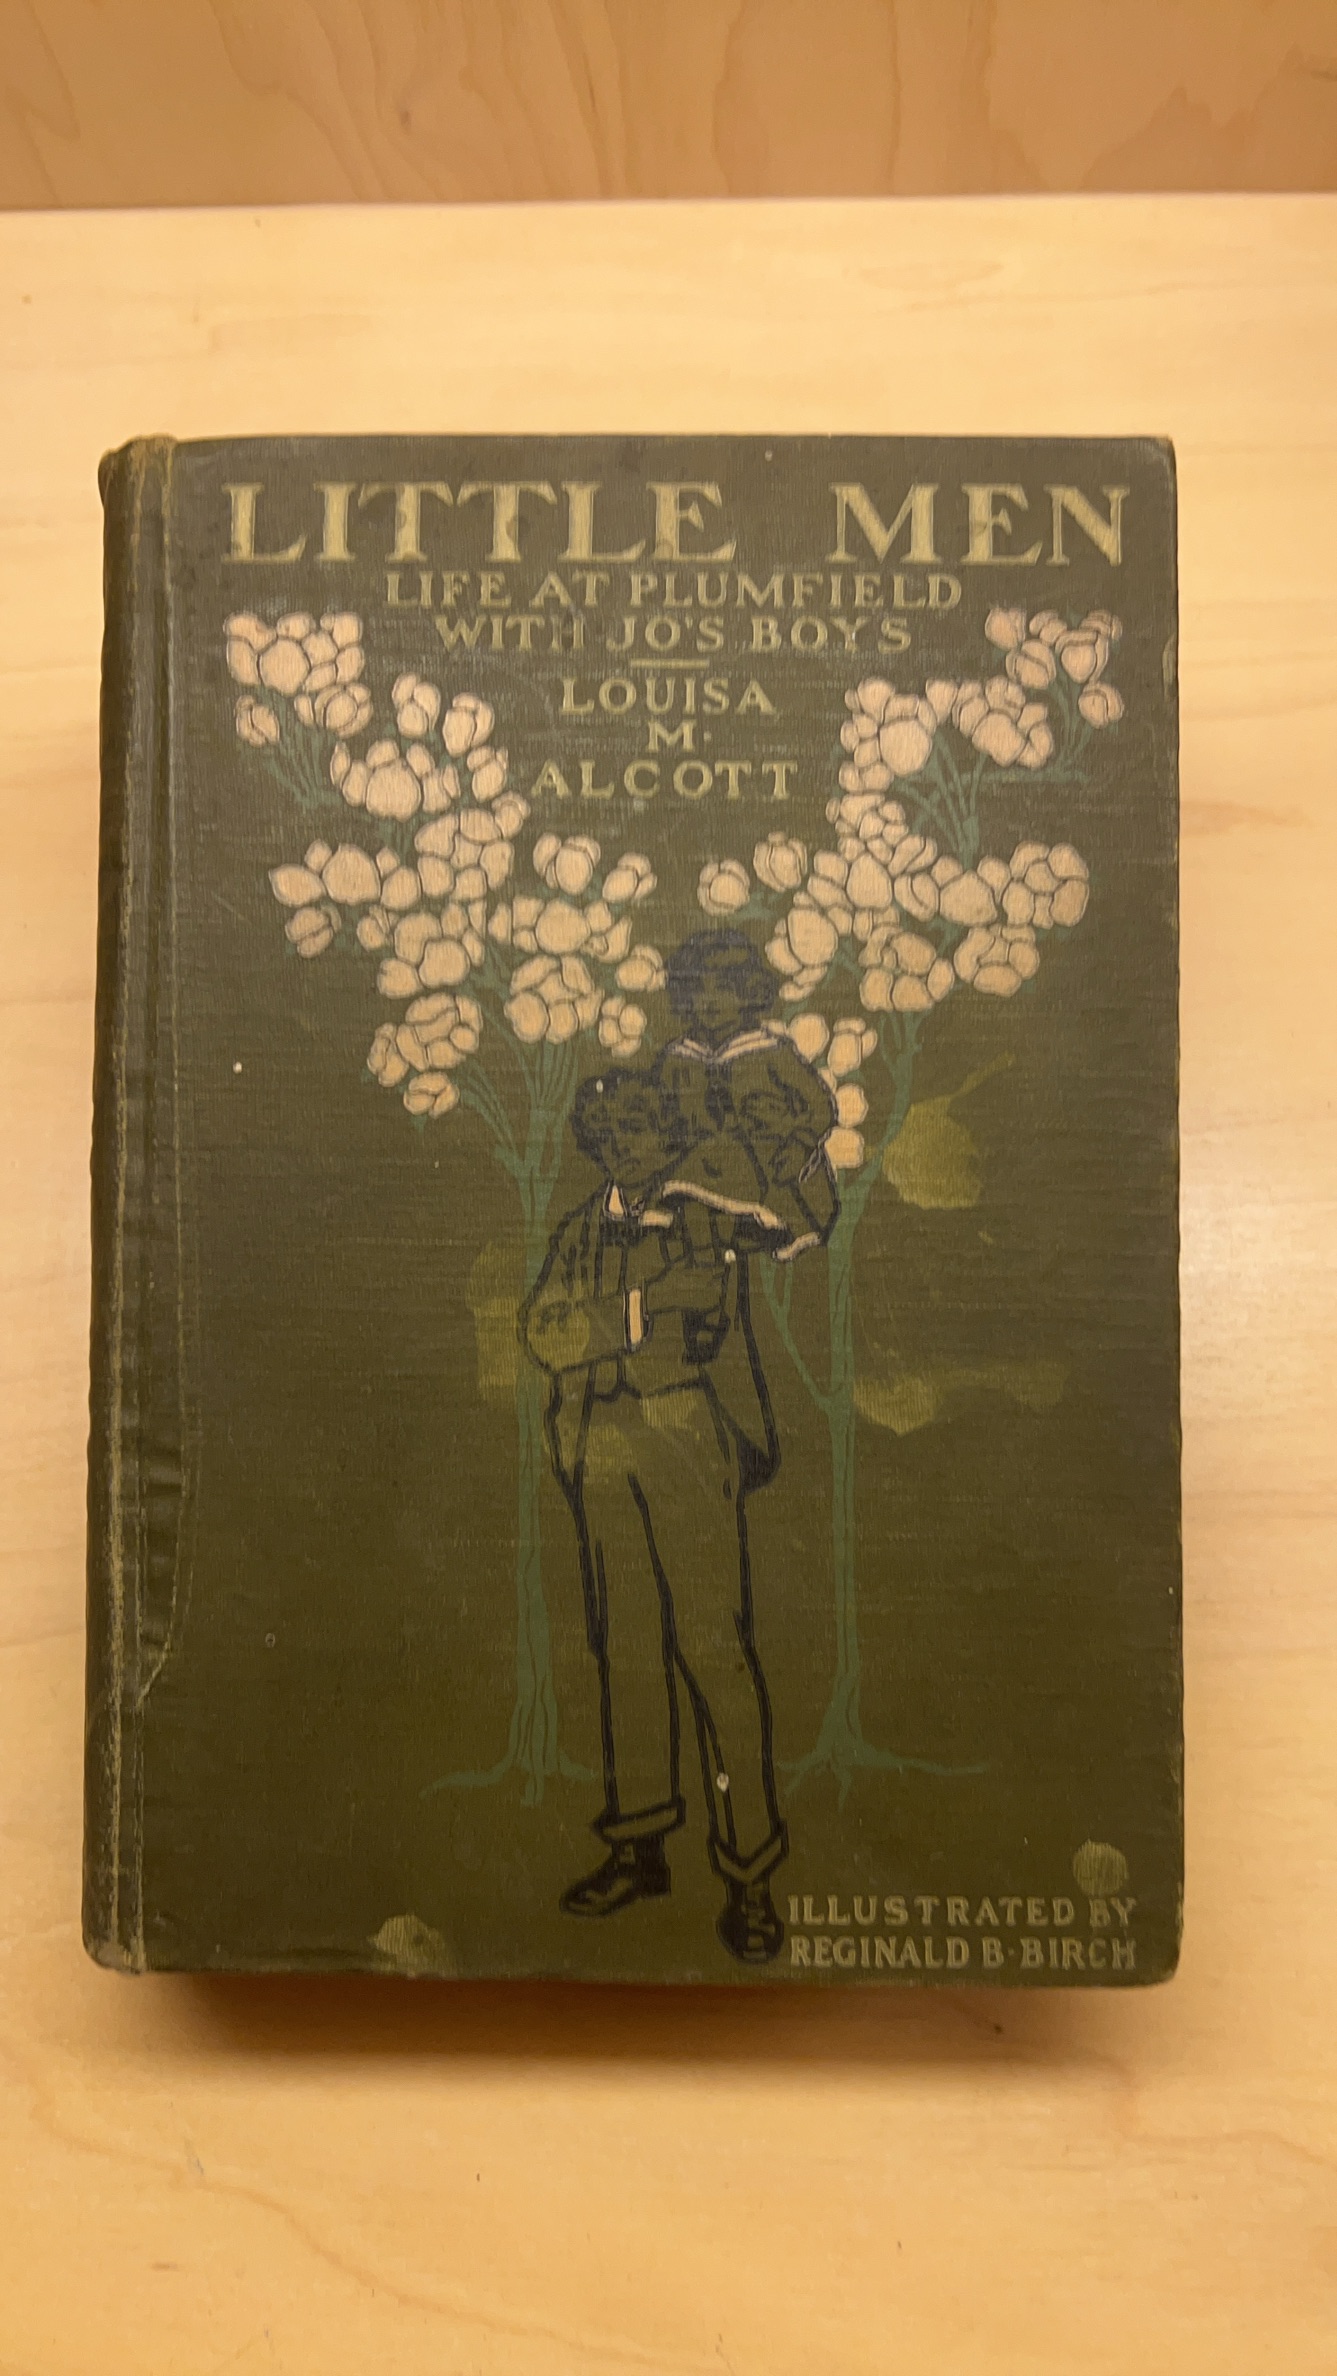 LITTLE MEN
LIFE AT PLUMFIELD
WITH JO'S BOYS
LOUISA
M·
ALCOTT
ILLUSTRATED BY
REGINALD B·BIRCH